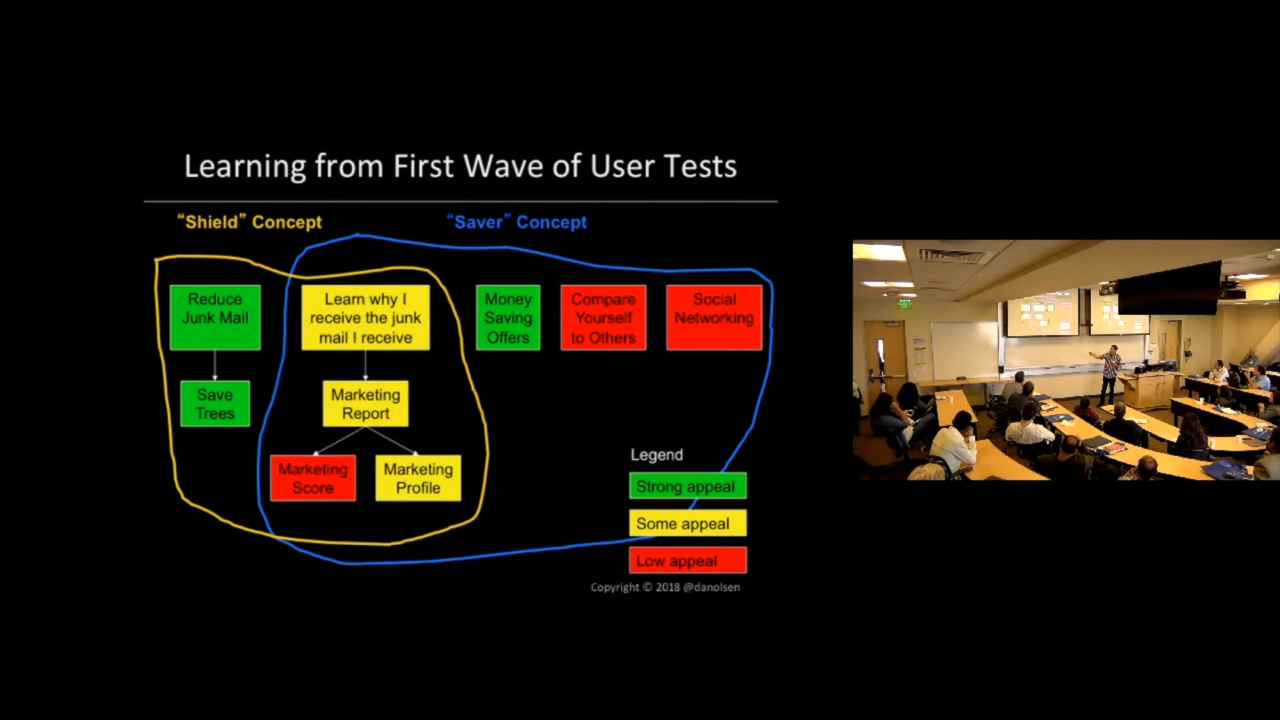 Learning from First Wave of User Tests
“Shield” Concept
“Saver” Concept
Reduce
Junk Mail
Learn why I
receive the junk
mail I receive
Money
Saving
Offers
Compare
Yourself
to Others
Social
Networking
Save
Trees
Marketing
Report
Marketing
Score
Marketing
Profile
Legend
Strong appeal
Some appeal
Low appeal
Copyright © 2018 @danolsen